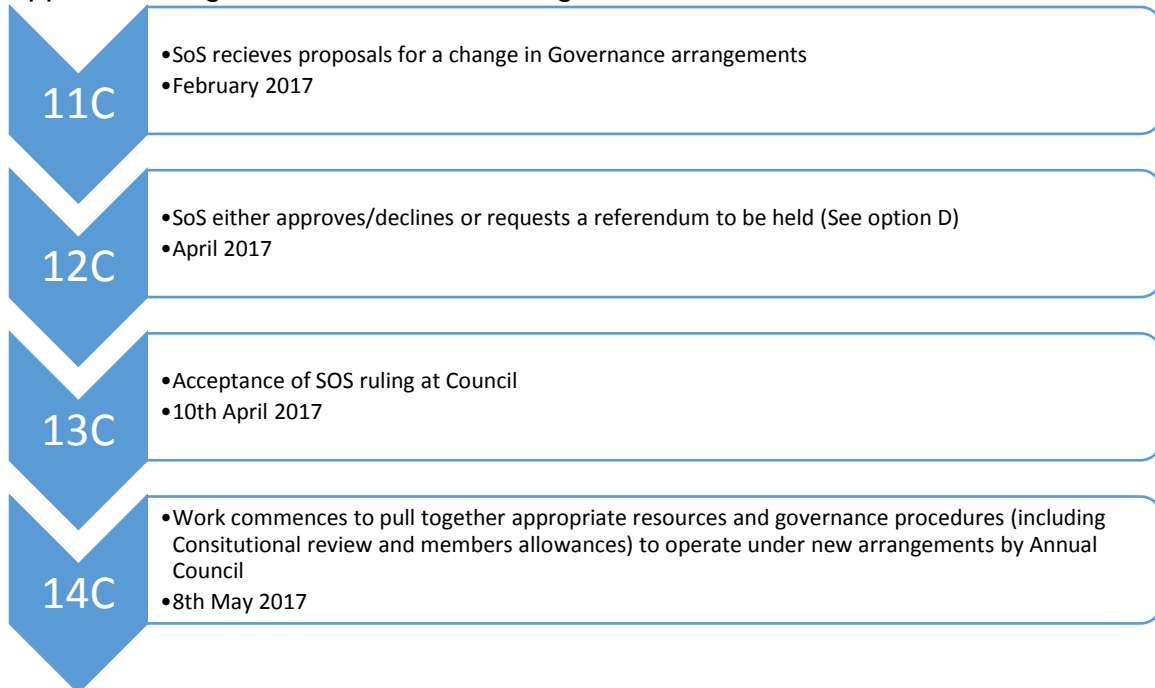 11C
•SoS recieves proposals for a change in Governance arrangements
•February 2017
12C
•SoS either approves/declines or requests a referendum to be held (See option D)
•April 2017
13C
•Acceptance of SOS ruling at Council
•10th April 2017
14C
•Work commences to pull together appropriate resources and governance procedures (including
Consitutional review and members allowances) to operate under new arrangements by Annual
Council
•8th May 2017